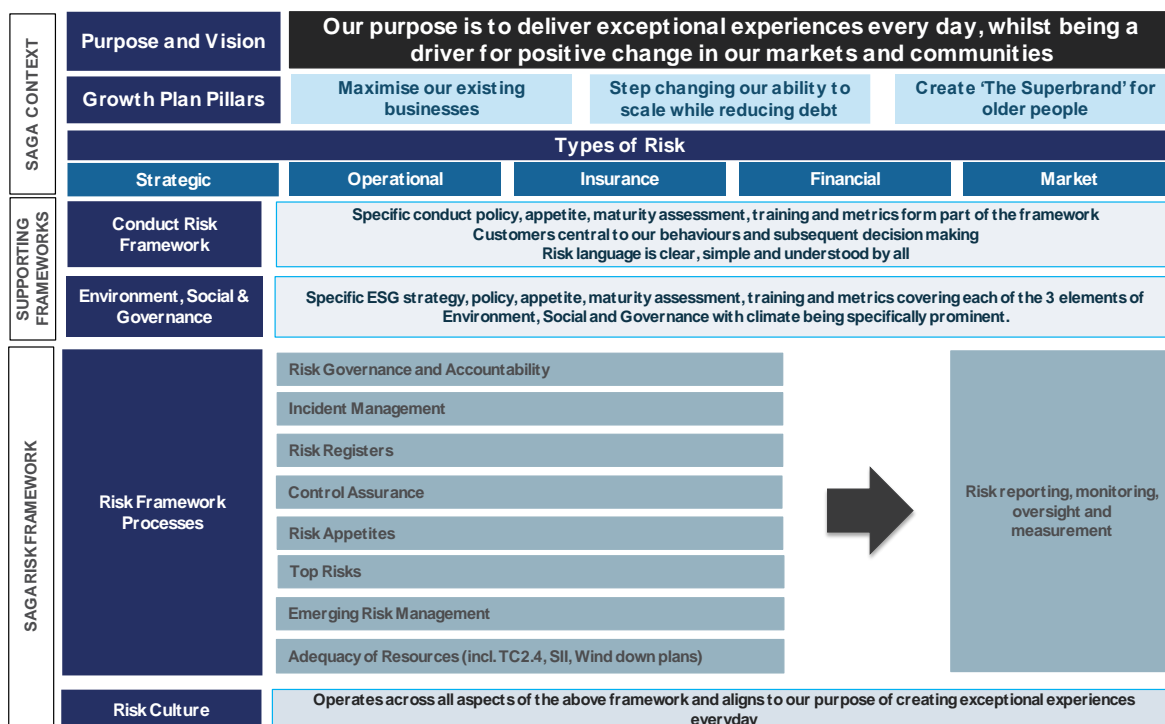 SAGA CONTEXT
Purpose and Vision
Our purpose is to deliver exceptional experiences every day, whilst being a
driver for positive change in our markets and communities
Growth Plan Pillars
Maximise our existing
businesses
Step changing our ability to
scale while reducing debt
Create 'The Superbrand' for
older people
Types of Risk
Strategic
Operational
Insurance
Financial
Market
SUPPORTING
FRAMEWORKS
Conduct Risk
Framework
Specific conduct policy, appetite, maturity assessment, training and metrics form part of the framework
Customers central to our behaviours and subsequent decision making
Risk language is clear, simple and understood by all
Environment, Social &
Governance
Specific ESG strategy, policy, appetite, maturity assessment, training and metrics covering each of the 3 elements of
Environment, Social and Governance with climate being specifically prominent.
SAGA RISK FRAMEWORK
Risk Framework
Processes
Risk Governance and Accountability
Incident Management
Risk Registers
Control Assurance
Risk Appetites
Top Risks
Emerging Risk Management
Adequacy of Resources (incl. TC2.4, SII, Wind down plans)
Risk reporting, monitoring,
oversight and
measurement
Risk Culture
Operates across all aspects of the above framework and aligns to our purpose of creating exceptional experiences
everyday